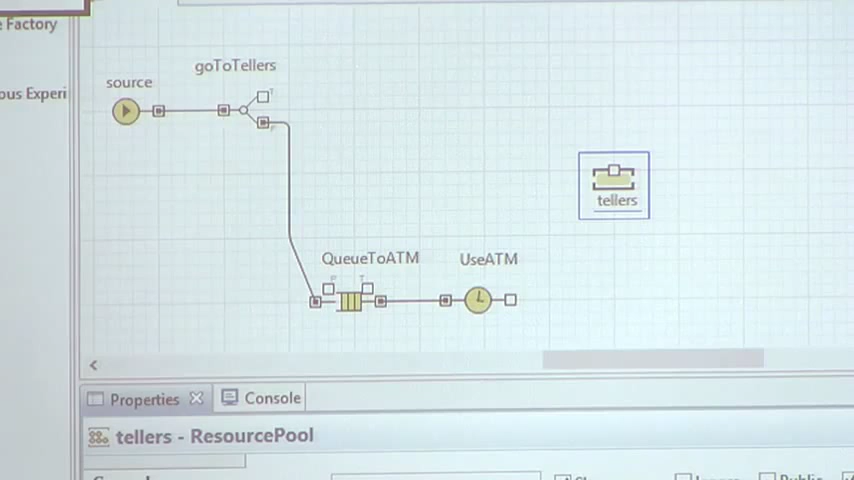 e Factory
goToTellers
source
T
F
ous Experi
tellers
QueueToATM
UseATM
P T
Properties
Console
tellers - ResourcePool